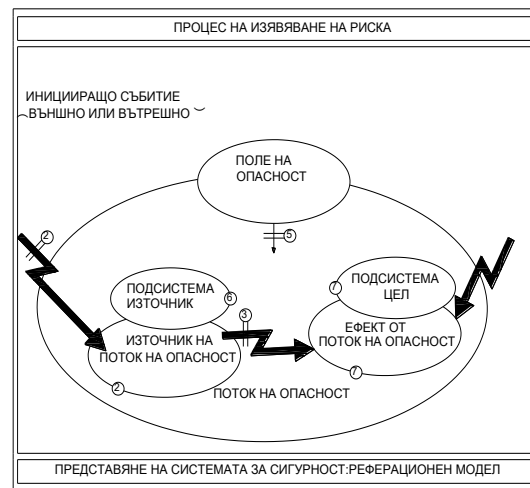 ПРОЦЕС НА ИЗЯВЯВАНЕ НА РИСКА
ИНИЦИИРАЩО СЪБИТИЕ
ВЪНШНО ИЛИ ВЪТРЕШНО
ПОЛЕ НА
ОПАСНОСТ
2
5
ПОДСИСТЕМА
ИЗТОЧНИК
6
7
ПОДСИСТЕМА
ЦЕЛ
3
ИЗТОЧНИК НА
ПОТОК НА ОПАСНОСТ
ЕФЕКТ ОТ
ПОТОК НА ОПАСНОСТ
2
7
ПОТОК НА ОПАСНОСТ
ПРЕДСТАВЯНЕ НА СИСТЕМАТА ЗА СИГУРНОСТ:РЕФЕРАЦИОНЕН МОДЕЛ